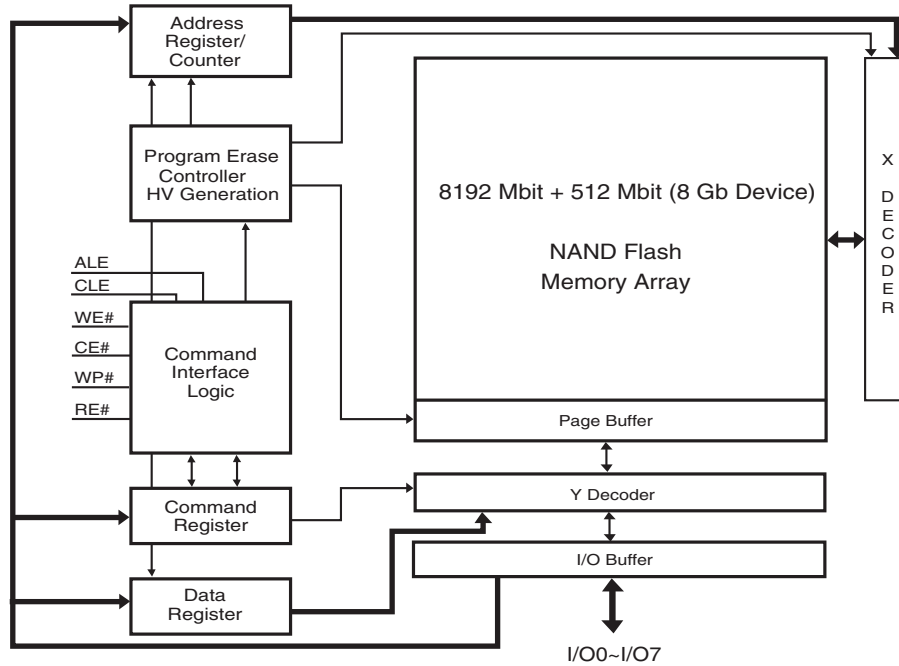 Address
Register/
Counter
Program Erase
Controller
HV Generation
ALE
CLE
WE#
CE#
WP#
RE#
Command
Interface
Logic
Command
Register
Data
Register
8192 Mbit + 512 Mbit (8 Gb Device)
NAND Flash
Memory Array
Page Buffer
Y Decoder
I/O Buffer
I/O0~I/O7
X
D
E
C
O
D
E
R